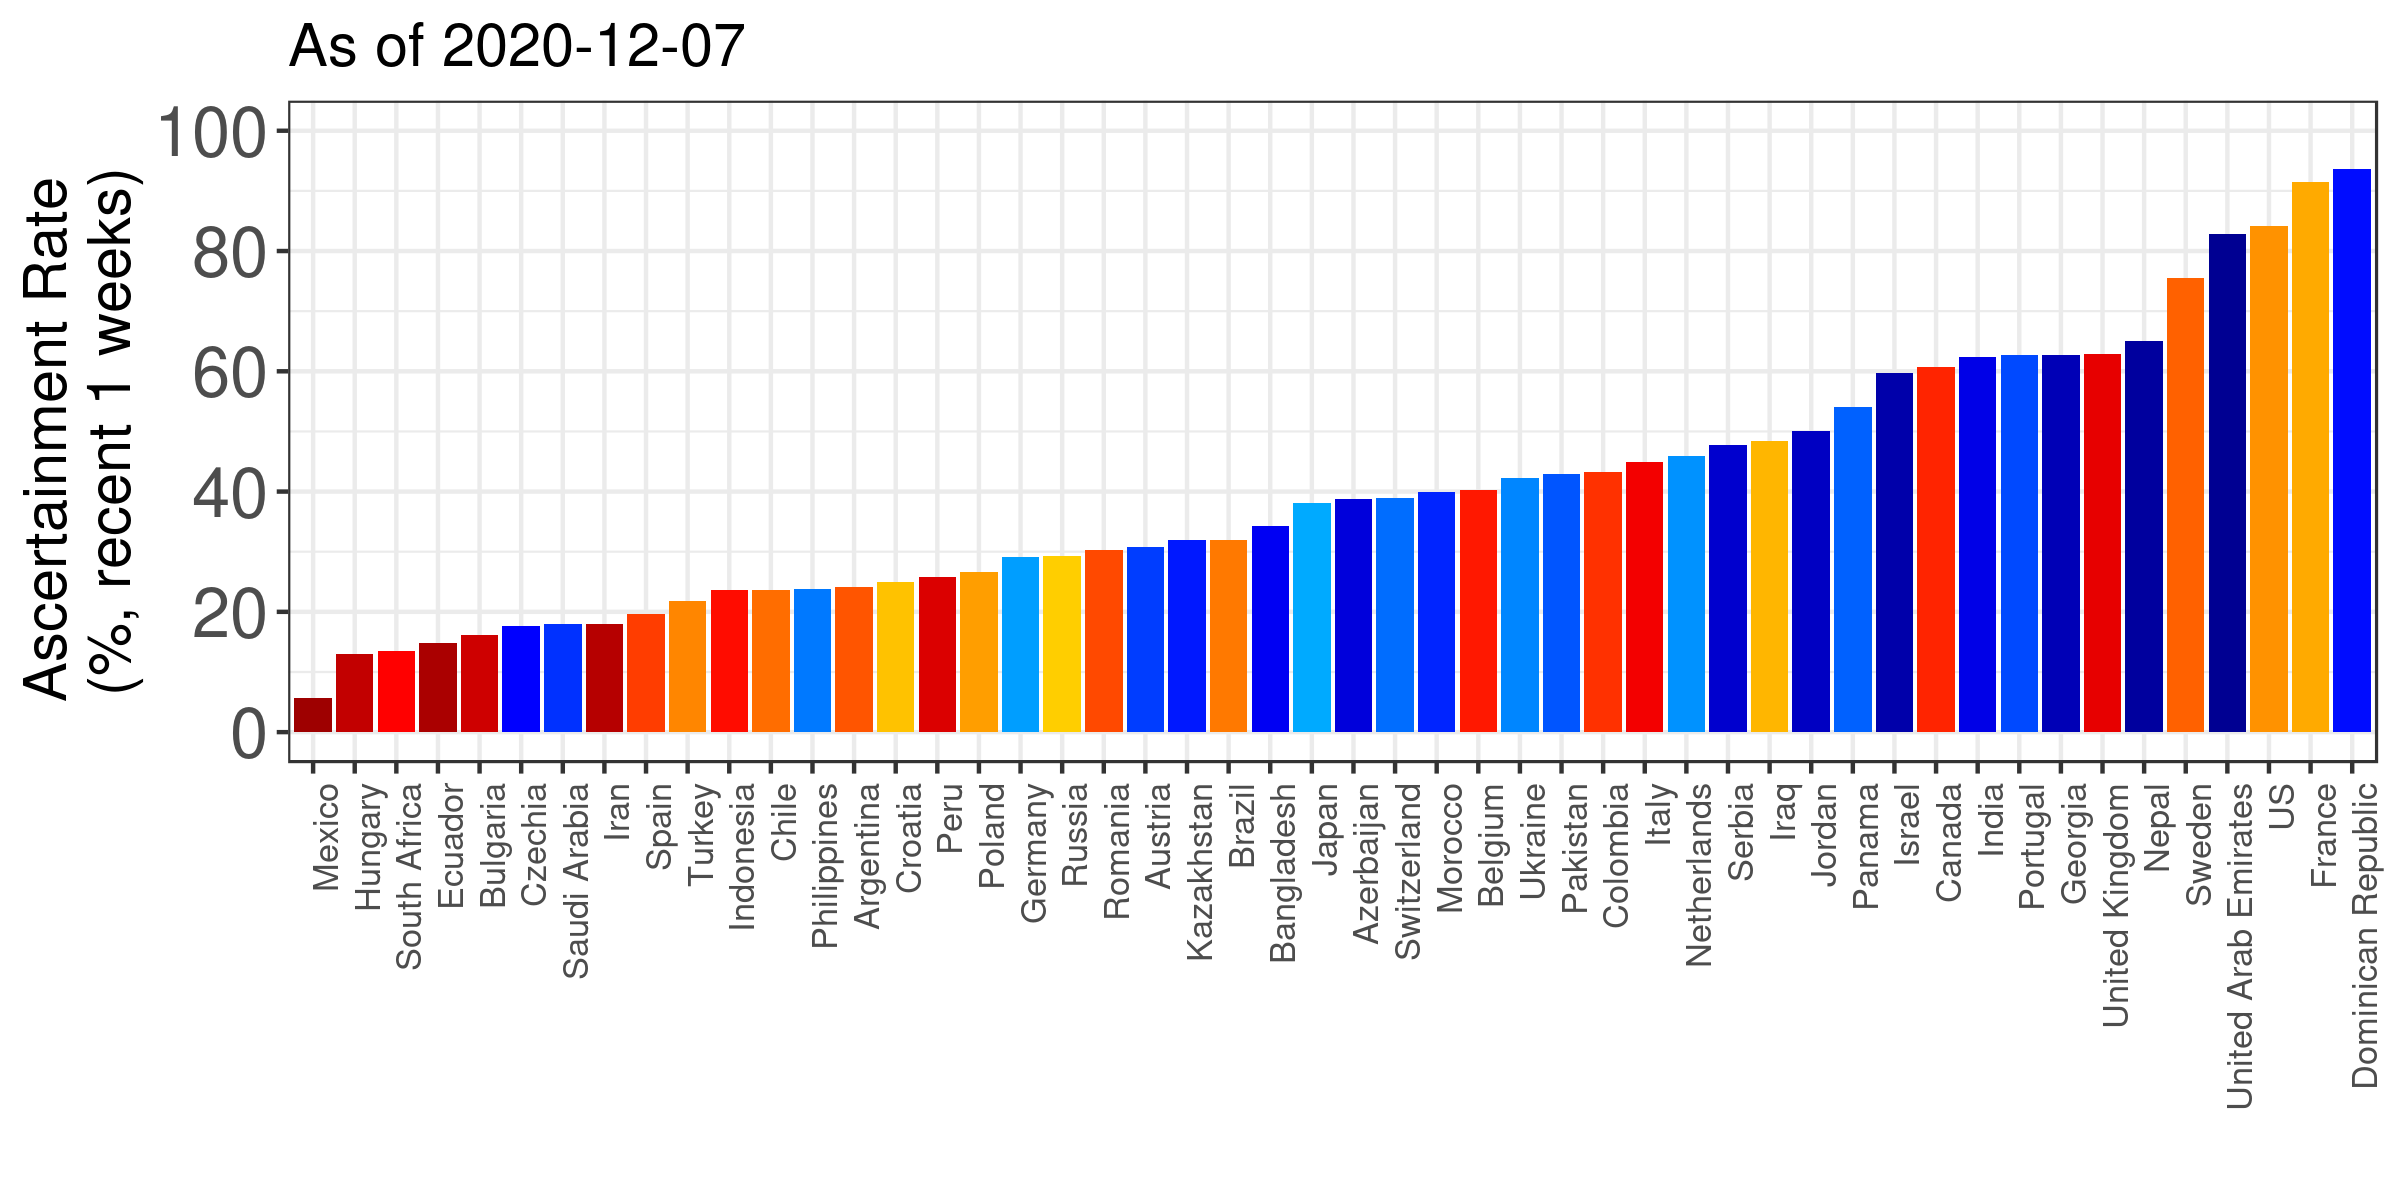 As of 2020-12-07
Ascertainment Rate
(%, recent 1 weeks)
100
80
60
40
20
0
Mexico
Hungary
South Africa
Ecuador
Bulgaria
Czechia
Saudi Arabia
Iran
Spain
Turkey
Indonesia
Chile
Philippines
Argentina
Croatia
Peru
Poland
Germany
Russia
Romania
Austria
Kazakhstan
Brazil
Bangladesh
Japan
Azerbaijan
Switzerland
Morocco
Belgium
Ukraine
Pakistan
Colombia
Italy
Netherlands
Serbia
Iraq
Jordan
Panama
Israel
Canada
India
Portugal
Georgia
United Kingdom
Nepal
Sweden
United Arab Emirates
US
France
Dominican Republic